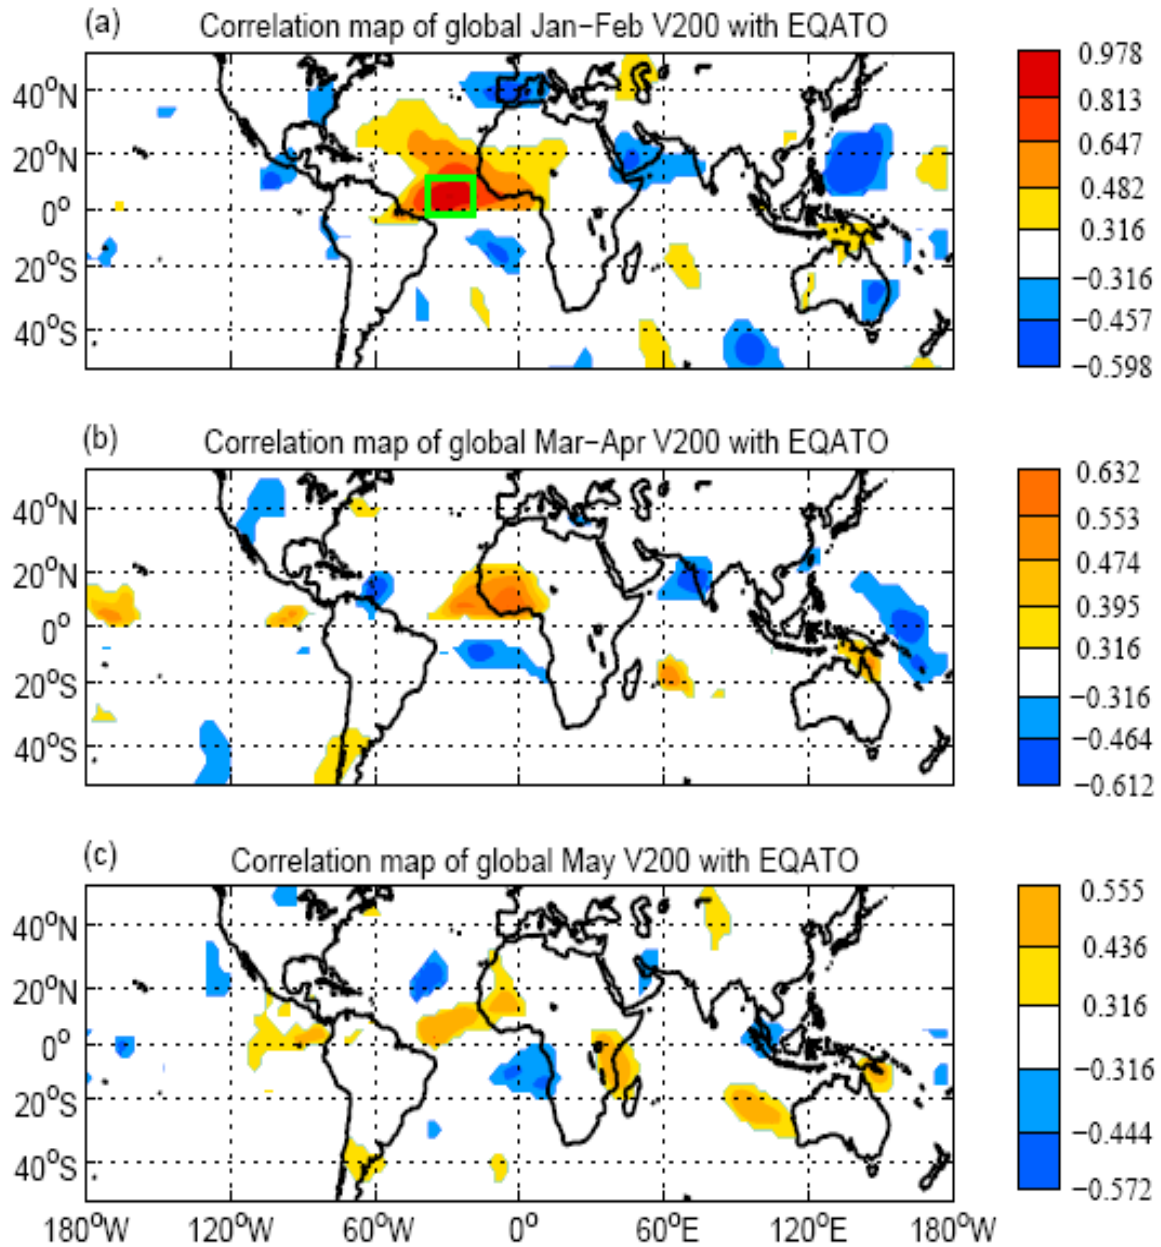 (a) Correlation map of global Jan–Feb V200 with EQATO
40°N
20°N
0°
20°S
40°S
0.978
0.813
0.647
0.482
0.316
−0.316
−0.457
−0.598
(b) Correlation map of global Mar–Apr V200 with EQATO
40°N
20°N
0°
20°S
40°S
0.632
0.553
0.474
0.395
0.316
−0.316
−0.464
−0.612
(c) Correlation map of global May V200 with EQATO
40°N
20°N
0°
20°S
40°S
0.555
0.436
0.316
−0.316
−0.444
−0.572
180°W 120°W 60°W 0° 60°E 120°E 180°W